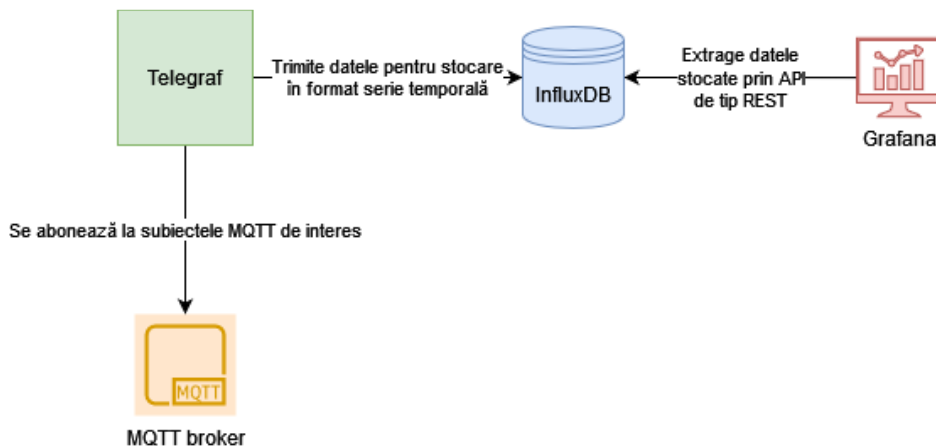 Telegraf
Trimite datele pentru stocare
în format serie temporală
InfluxDB
Extrage datele
stocate prin API
de tip REST
Grafana
Se abonează la subiectele MQTT de interes
MQTT
MQTT broker